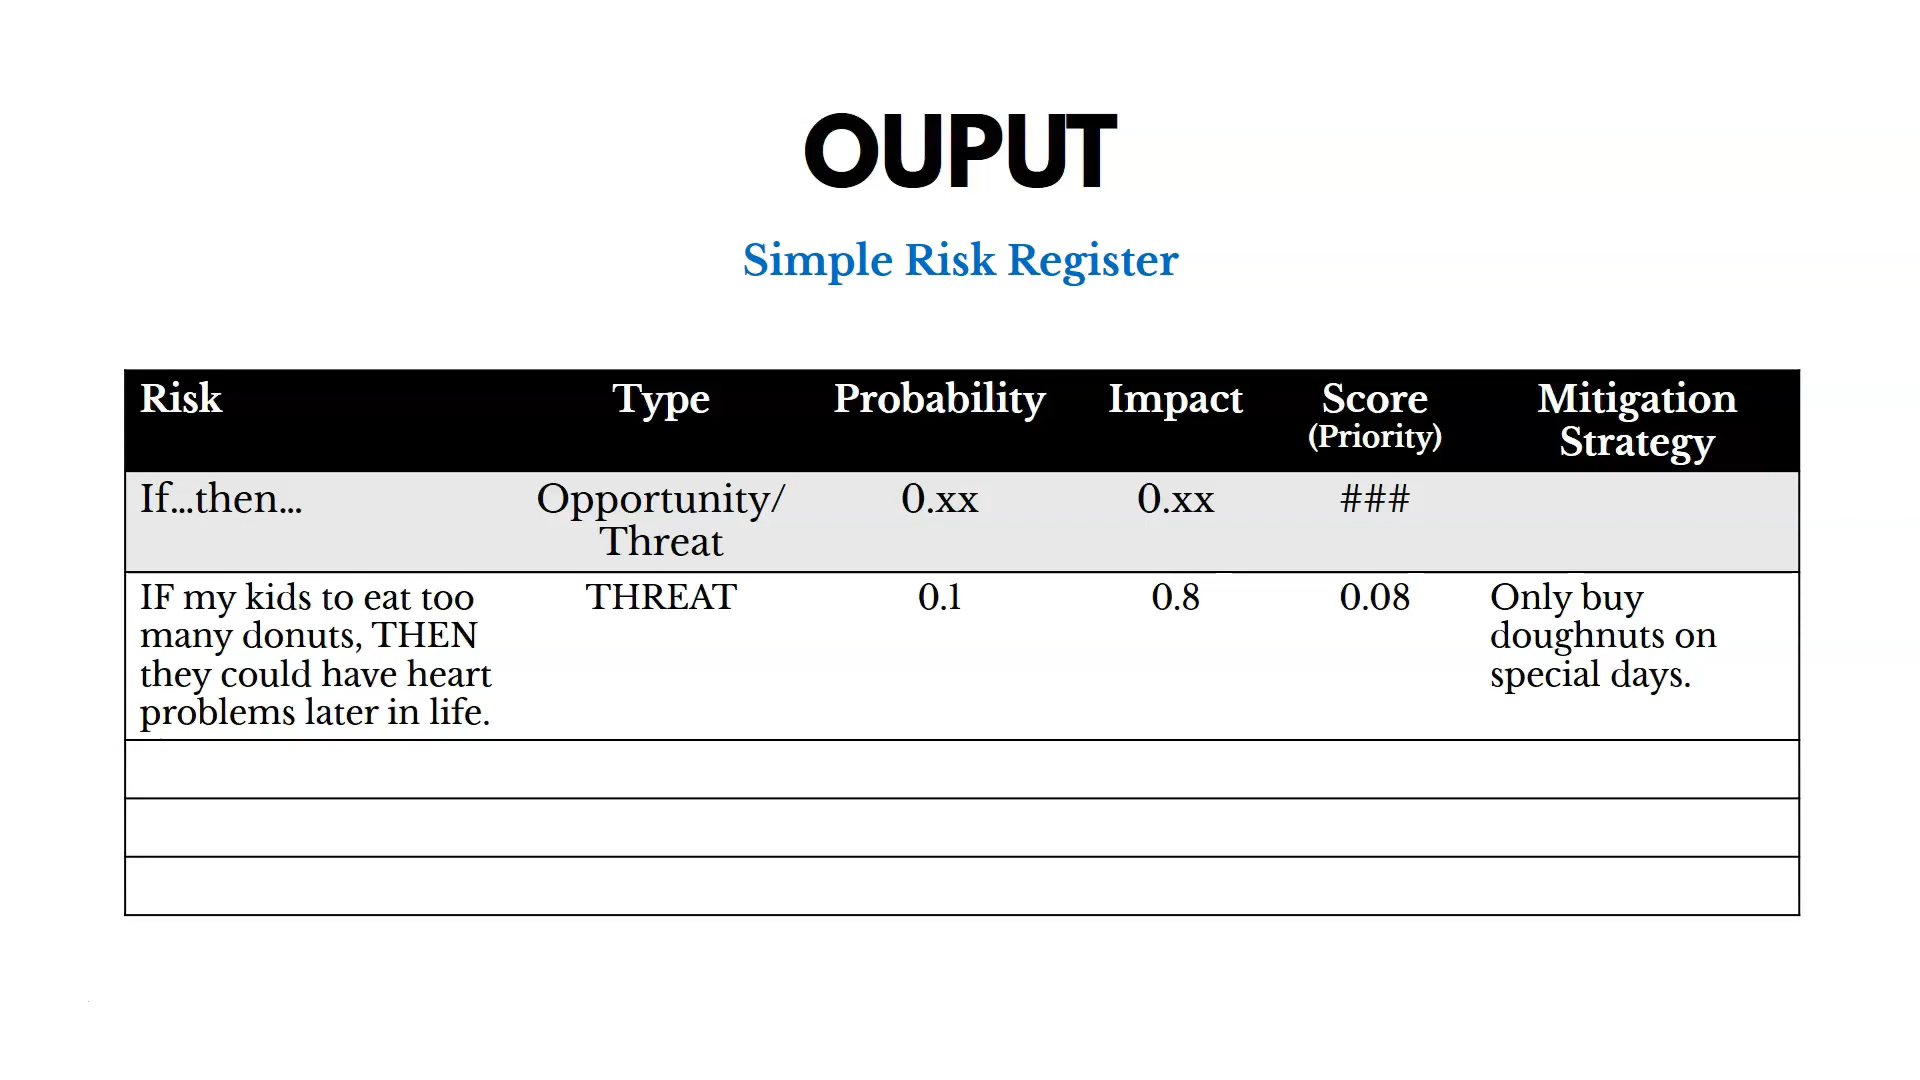 OUPUT
Simple Risk Register
Risk Type Probability Impact Score (Priority) Mitigation Strategy
If...then... Opportunity/ Threat 0.xx 0.xx ###
IF my kids to eat too many donuts, THEN they could have heart problems later in life. THREAT 0.1 0.8 0.08 Only buy doughnuts on special days.